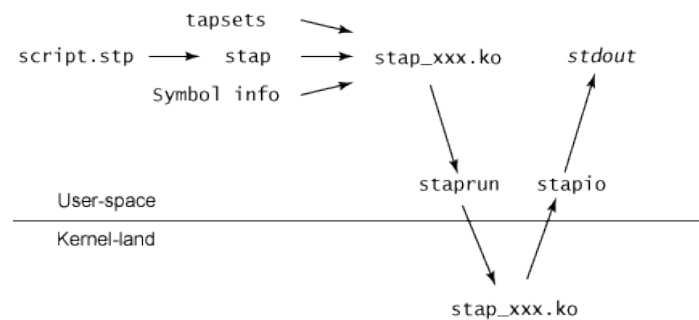 tapsets
script.stp stap stap_xxx.ko stdout
Symbol info
staprun stapio
User-space
Kernel-land
stap_xxx.ko